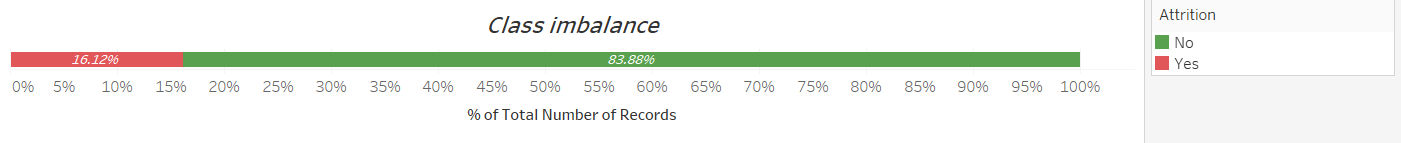 Class imbalance
16.12% 83.88%
0% 5% 10% 15% 20% 25% 30% 35% 40% 45% 50% 55% 60% 65% 70% 75% 80% 85% 90% 95% 100%
% of Total Number of Records
Attrition
No
Yes